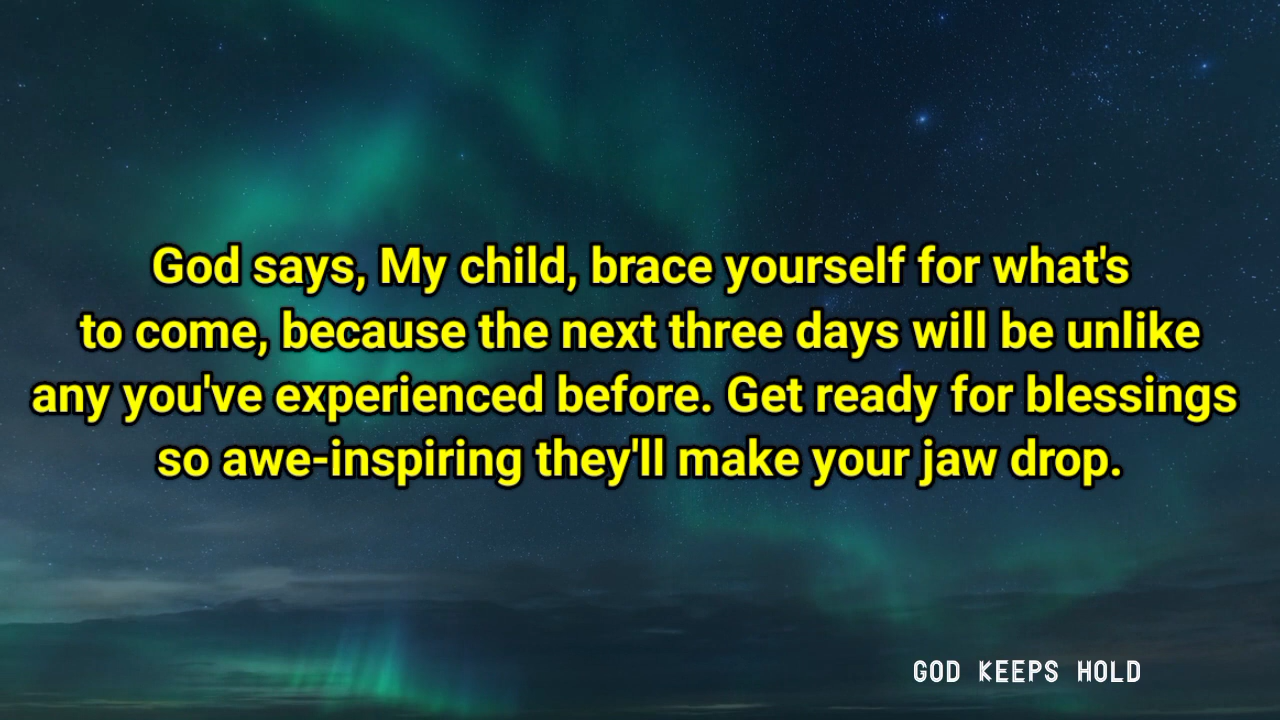 God says, My child, brace yourself for what's
to come, because the next three days will be unlike
any you've experienced before. Get ready for blessings
so awe-inspiring they'll make your jaw drop.
GOD KEEPS HOLD